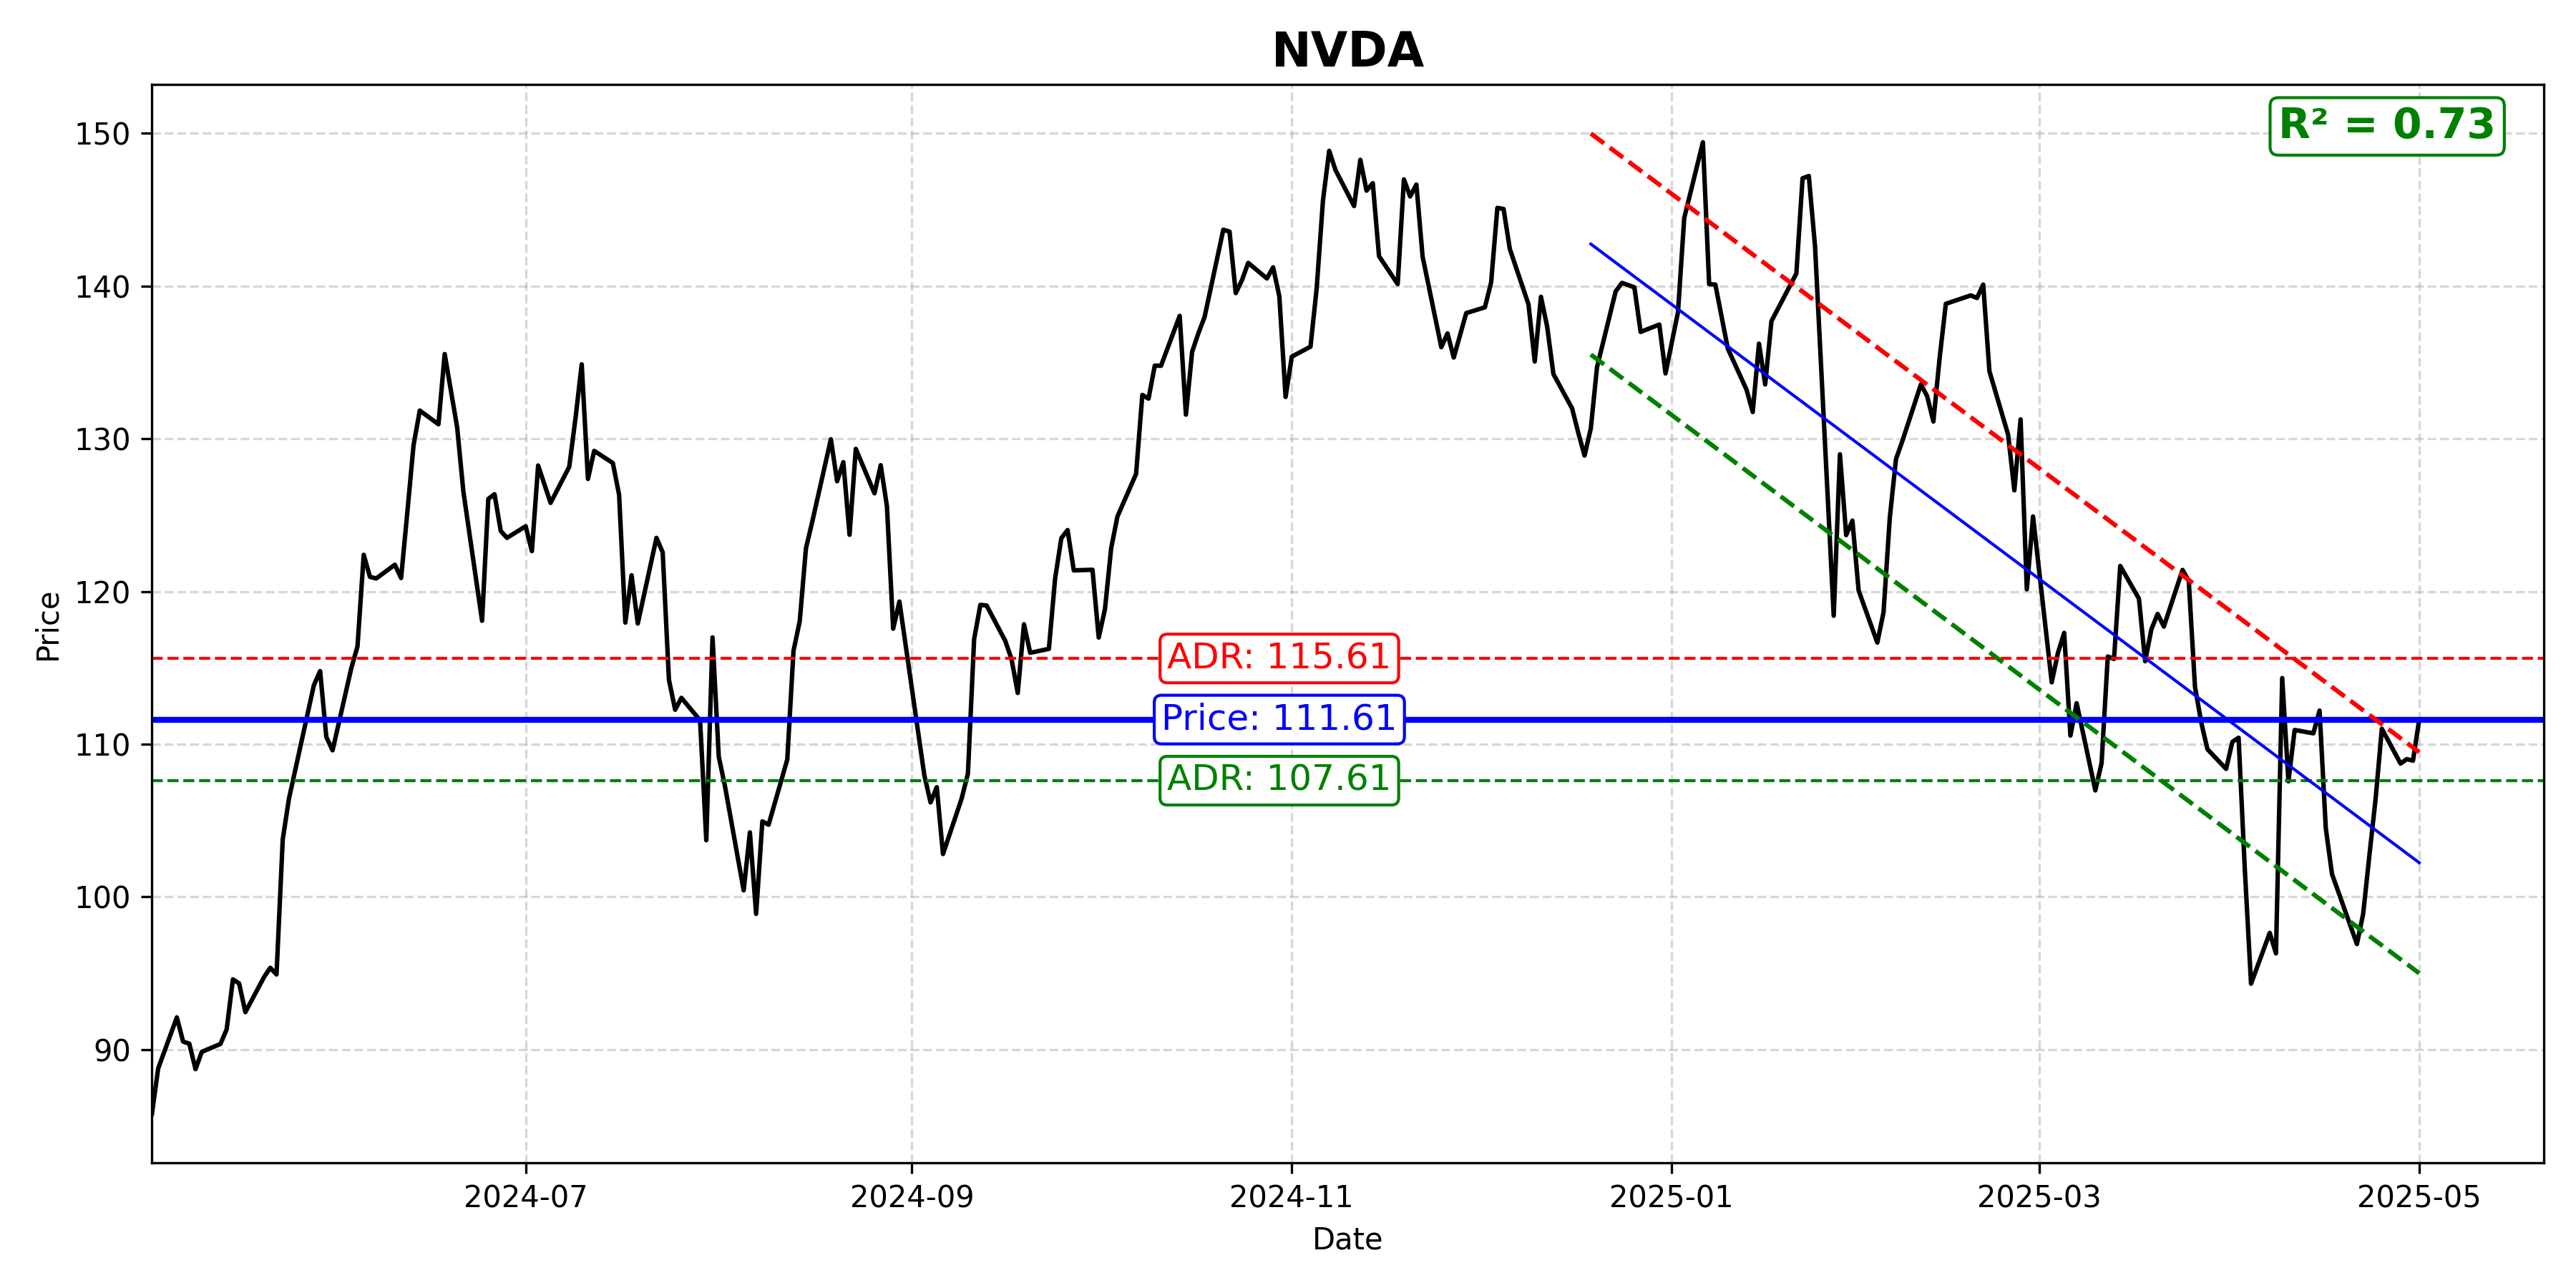 NVDA
R² = 0.73
150
140
130
120
110
100
90
Price
ADR: 115.61
Price: 111.61
ADR: 107.61
2024-07
2024-09
2024-11
2025-01
2025-03
2025-05
Date